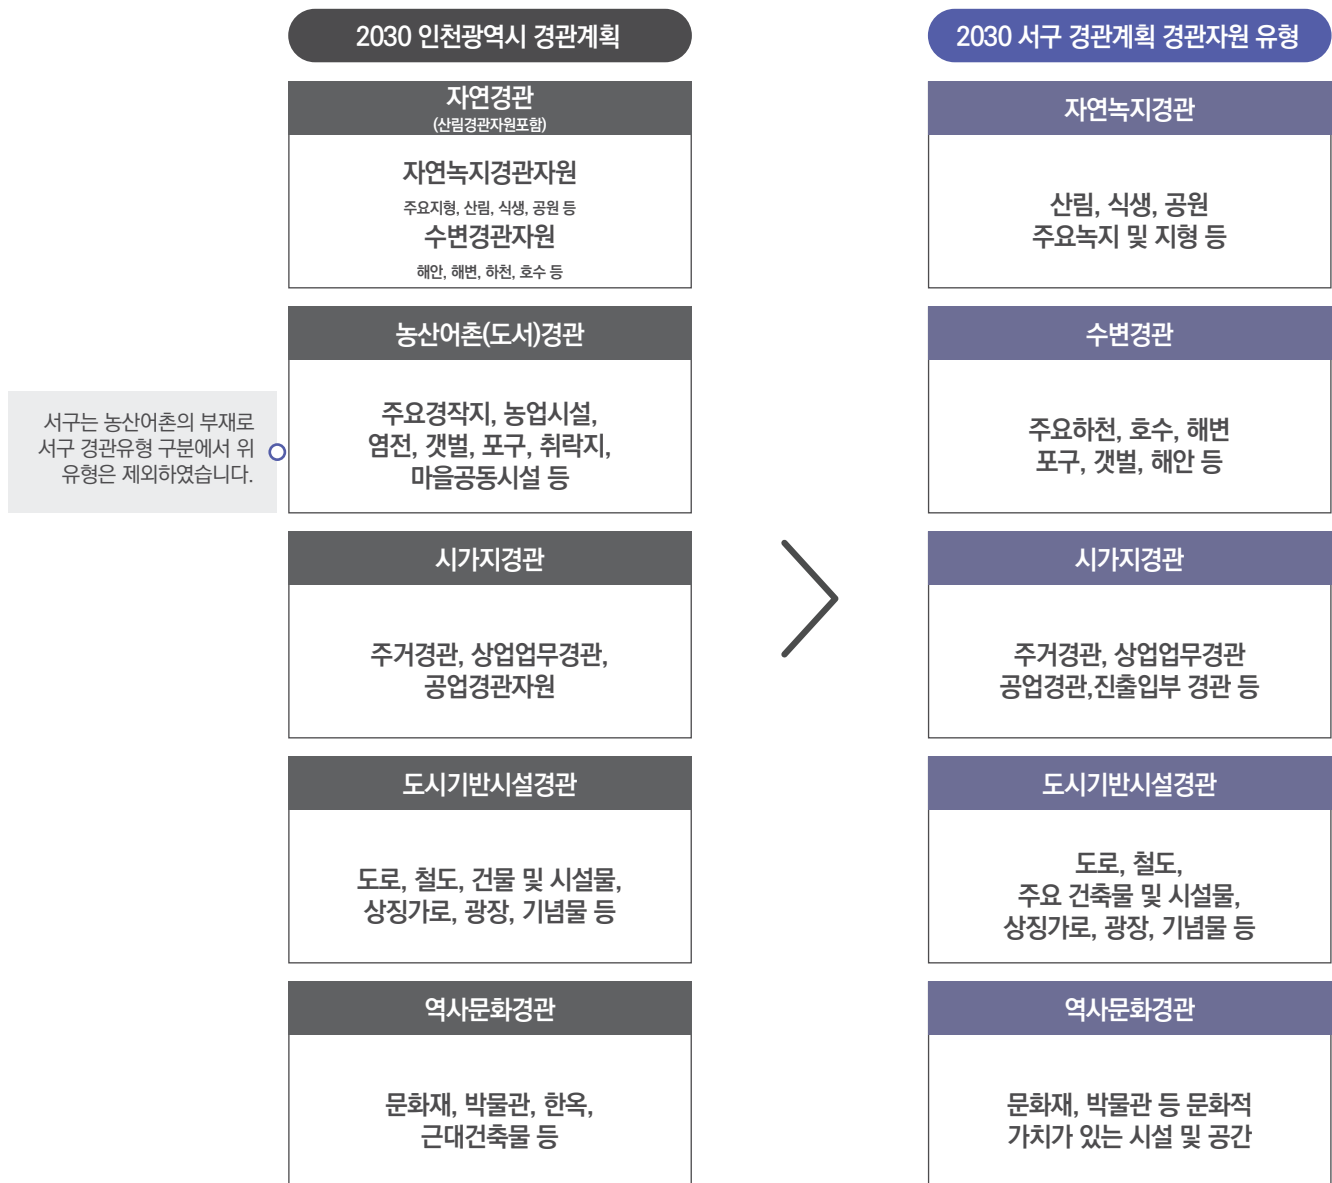 2030 인천광역시 경관계획
자연경관
(산림경관자원포함)
자연녹지경관자원
주요지형, 산림, 식생, 공원 등
수변경관자원
해안, 해변, 하천, 호수 등
농산어촌(도서)경관
주요경작지, 농업시설,
염전, 갯벌, 포구, 취락지,
마을공동시설 등
서구는 농산어촌의 부재로
서구 경관유형 구분에서 위
유형은 제외하였습니다.
시가지경관
주거경관, 상업업무경관,
공업경관자원
도시기반시설경관
도로, 철도, 건물 및 시설물,
상징가로, 광장, 기념물 등
역사문화경관
문화재, 박물관, 한옥,
근대건축물 등
2030 서구 경관계획 경관자원 유형
자연녹지경관
산림, 식생, 공원
주요녹지 및 지형 등
수변경관
주요하천, 호수, 해변
포구, 갯벌, 해안 등
시가지경관
주거경관, 상업업무경관
공업경관,진출입부 경관 등
도시기반시설경관
도로, 철도,
주요 건축물 및 시설물,
상징가로, 광장, 기념물 등
역사문화경관
문화재, 박물관 등 문화적
가치가 있는 시설 및 공간